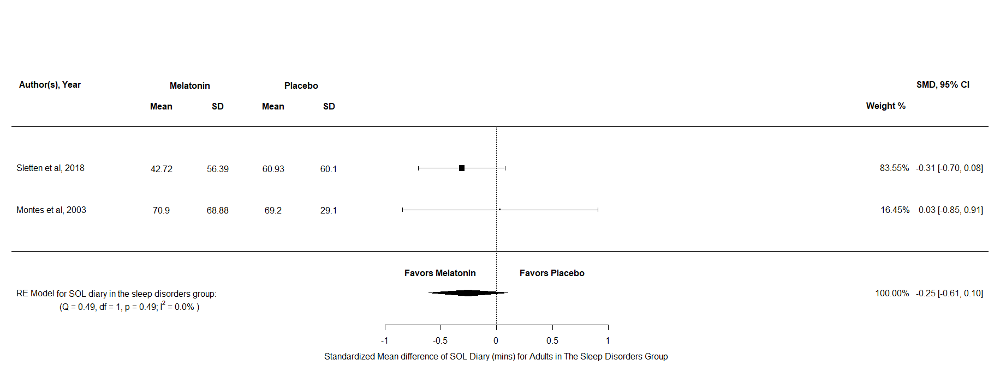 Author(s), Year Melatonin Placebo SMD, 95% CI
Mean SD Mean SD Weight %
Sletten et al, 2018 42.72 56.39 60.93 60.1 83.55% -0.31 [-0.70, 0.08]
Montes et al, 2003 70.9 68.88 69.2 29.1 16.45% 0.03 [-0.85, 0.91]
Favors Melatonin Favors Placebo
RE Model for SOL diary in the sleep disorders group: 100.00% -0.25 [-0.61, 0.10]
(Q = 0.49, df = 1, p = 0.49; I² = 0.0% )
-1 -0.5 0 0.5 1
Standardized Mean difference of SOL Diary (mins) for Adults in The Sleep Disorders Group